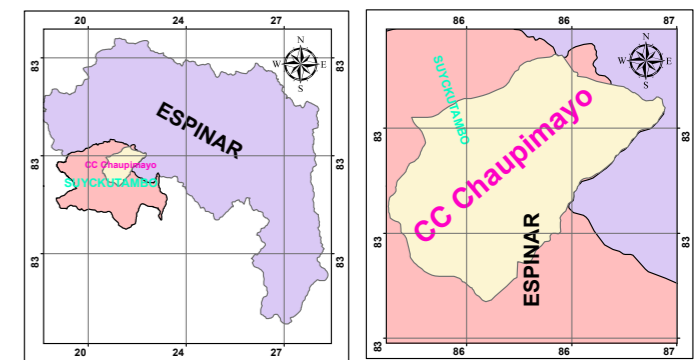 20 24 27
83 83
N
W E
S
ESPINAR
83 83
CC Chaupimayo
SUYCKUTAMBO
83 83
20 24 27
86 86 87
N
W E
S
SUYCKUTAMBO
83 83
CC Chaupimayo
83 83
ESPINAR
83 83
86 86 87